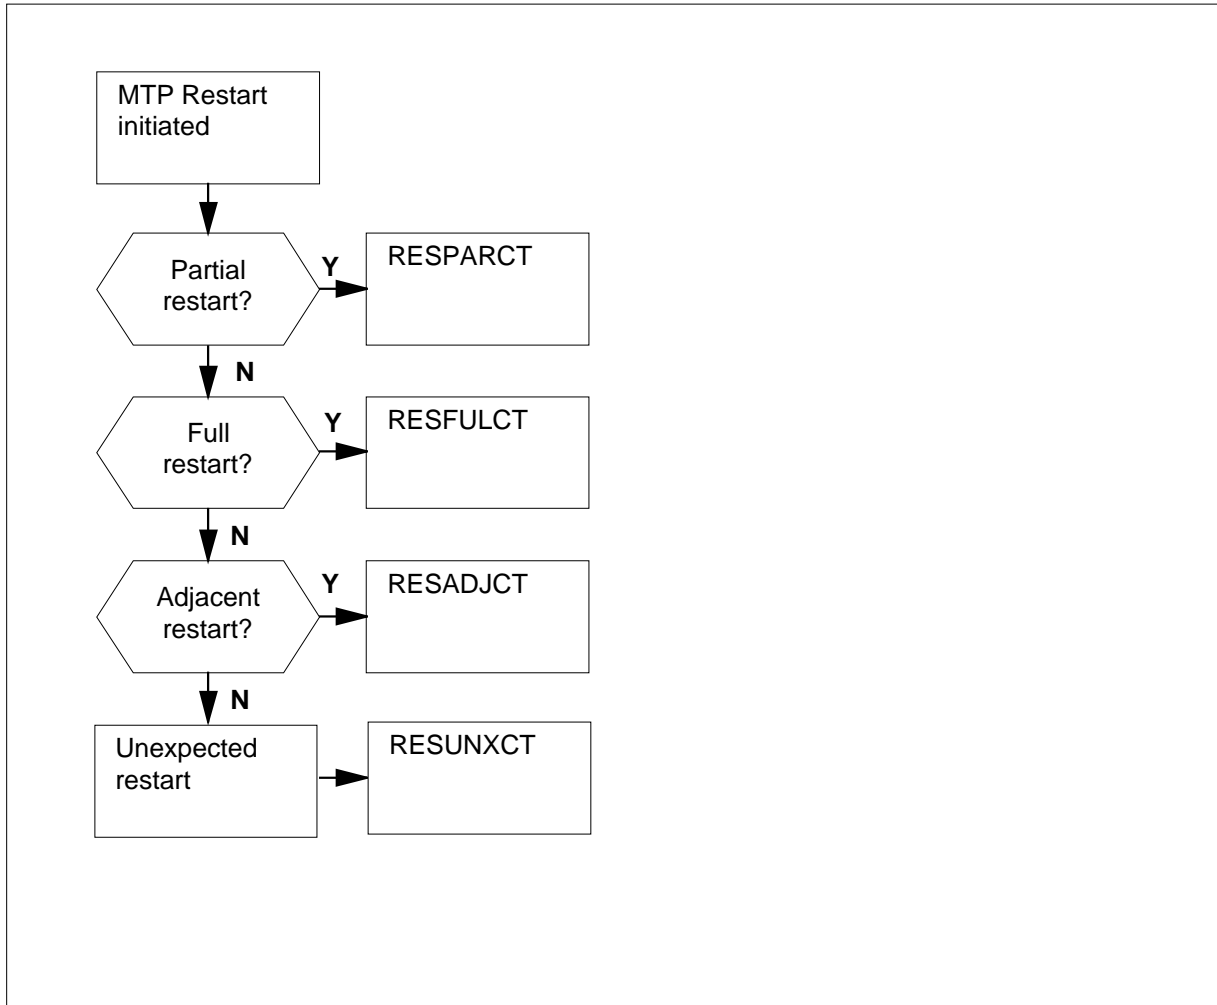 MTP Restart
initiated
Partial
restart?
Y
RESPARCT
N
Full
restart?
Y
RESFULCT
N
Adjacent
restart?
Y
RESADJCT
N
Unexpected
restart
RESUNXCT